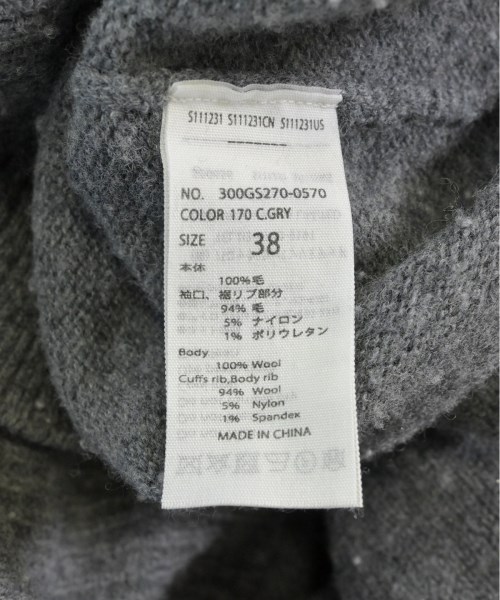 S111231 S111231CN S111231US
NO. 300GS270-0570
COLOR 170 C.GRY
SIZE 38
本体
100%毛
袖口、裾リブ部分
94% 毛
5% ナイロン
1% ポリウレタン
Body
100% Wool
Cuffs rib,Body rib
94% Wool
5% Nylon
1% Spandex
MADE IN CHINA